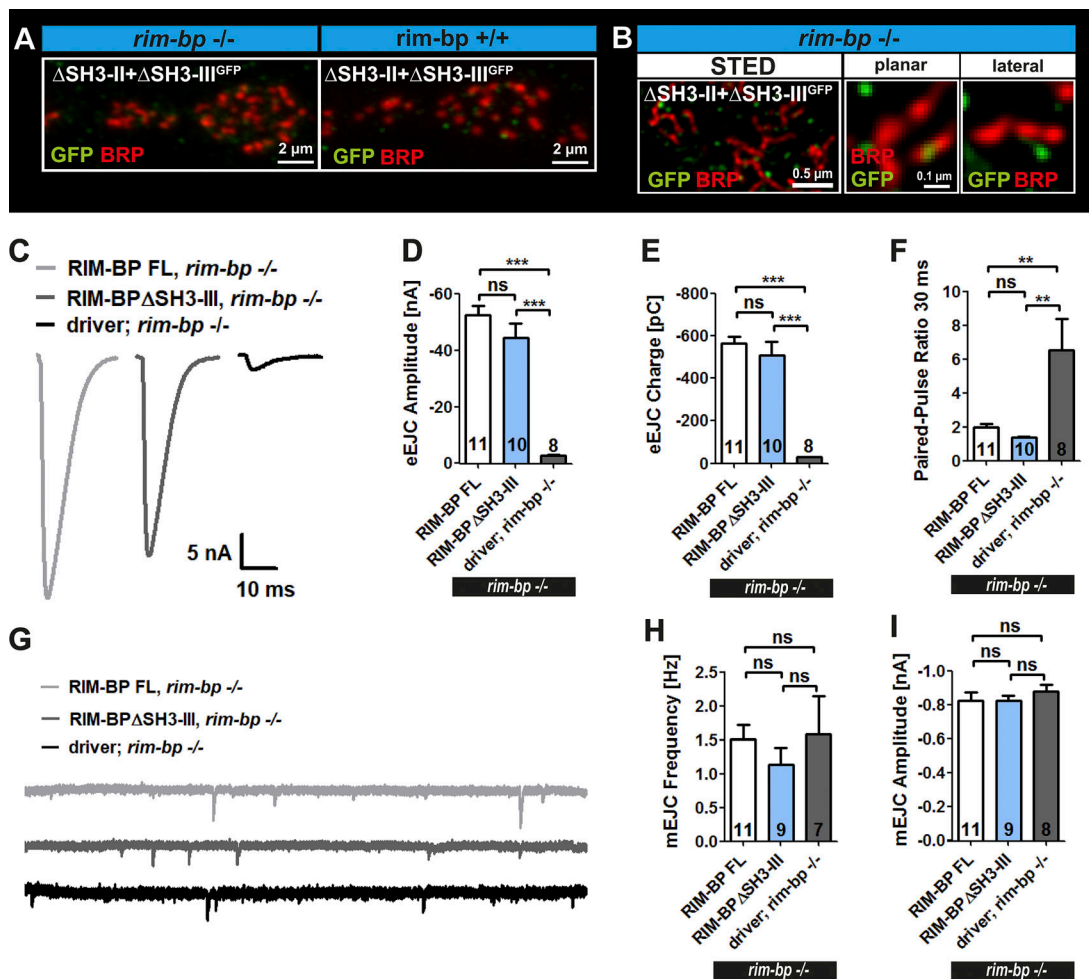 A
rim-bp -/-
rim-bp +/+
ΔSH3-II+ΔSH3-IIIGFP
GFP BRP
2 µm
ΔSH3-II+ΔSH3-IIIGFP
GFP BRP
2 µm
B
rim-bp -/-
STED
planar
lateral
ΔSH3-II+ΔSH3-IIIGFP
GFP BRP
0.5 µm
BRP
GFP
0.1 µm
GFP BRP
C
RIM-BP FL, rim-bp -/-
RIM-BPΔSH3-III, rim-bp -/-
driver; rim-bp -/-
5 nA
10 ms
D
eEJC Amplitude [nA]
-60
-40
-20
0
***
ns
***
11
10
8
RIM-BP FL
RIM-BPΔSH3-III
driver; rim-bp -/-
rim-bp -/-
E
eEJC Charge [pC]
-800
-600
-400
-200
0
***
ns
***
11
10
8
RIM-BP FL
RIM-BPΔSH3-III
driver; rim-bp -/-
rim-bp -/-
F
Paired-Pulse Ratio 30 ms
10
8
6
4
2
0
**
ns
**
11
10
8
RIM-BP FL
RIM-BPΔSH3-III
driver; rim-bp -/-
rim-bp -/-
G
RIM-BP FL, rim-bp -/-
RIM-BPΔSH3-III, rim-bp -/-
driver; rim-bp -/-
H
mEJC Frequency [Hz]
2.5
2.0
1.5
1.0
0.5
0.0
ns
ns
ns
11
9
7
RIM-BP FL
RIM-BPΔSH3-III
driver; rim-bp -/-
rim-bp -/-
I
mEJC Amplitude [nA]
-1.0
-0.8
-0.6
-0.4
-0.2
-0.0
ns
ns
ns
11
9
8
RIM-BP FL
RIM-BPΔSH3-III
driver; rim-bp -/-
rim-bp -/-